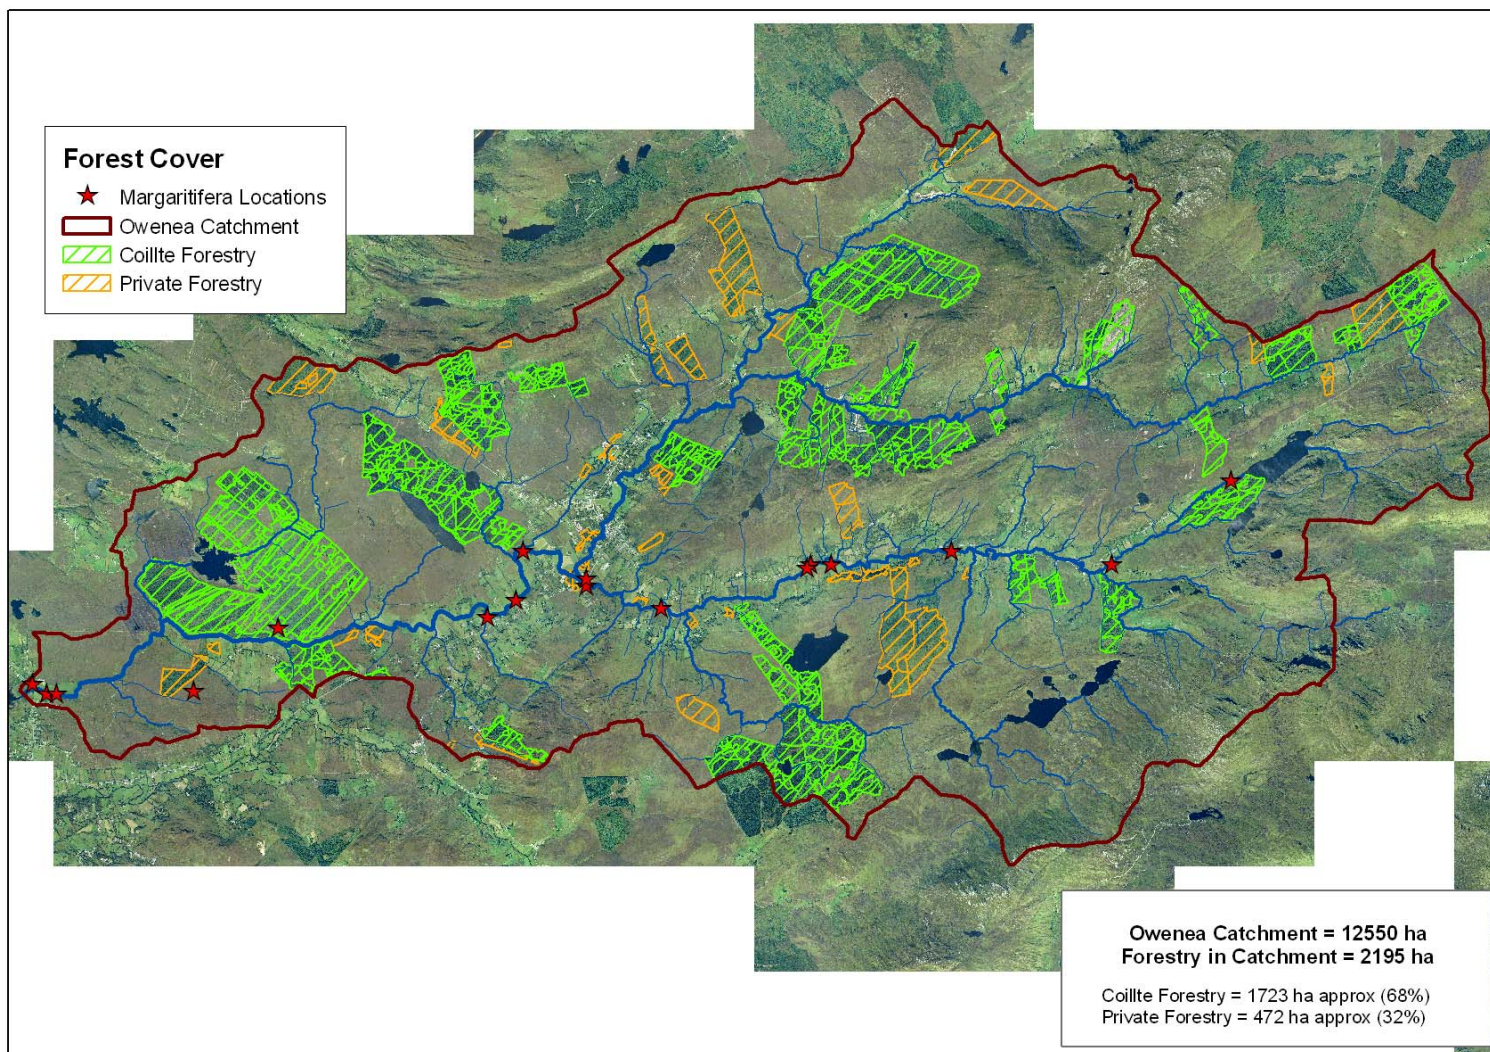 Forest Cover
Margaritifera Locations
Owenea Catchment
Coillte Forestry
Private Forestry
Owenea Catchment = 12550 ha
Forestry in Catchment = 2195 ha
Coillte Forestry = 1723 ha approx (68%)
Private Forestry = 472 ha approx (32%)